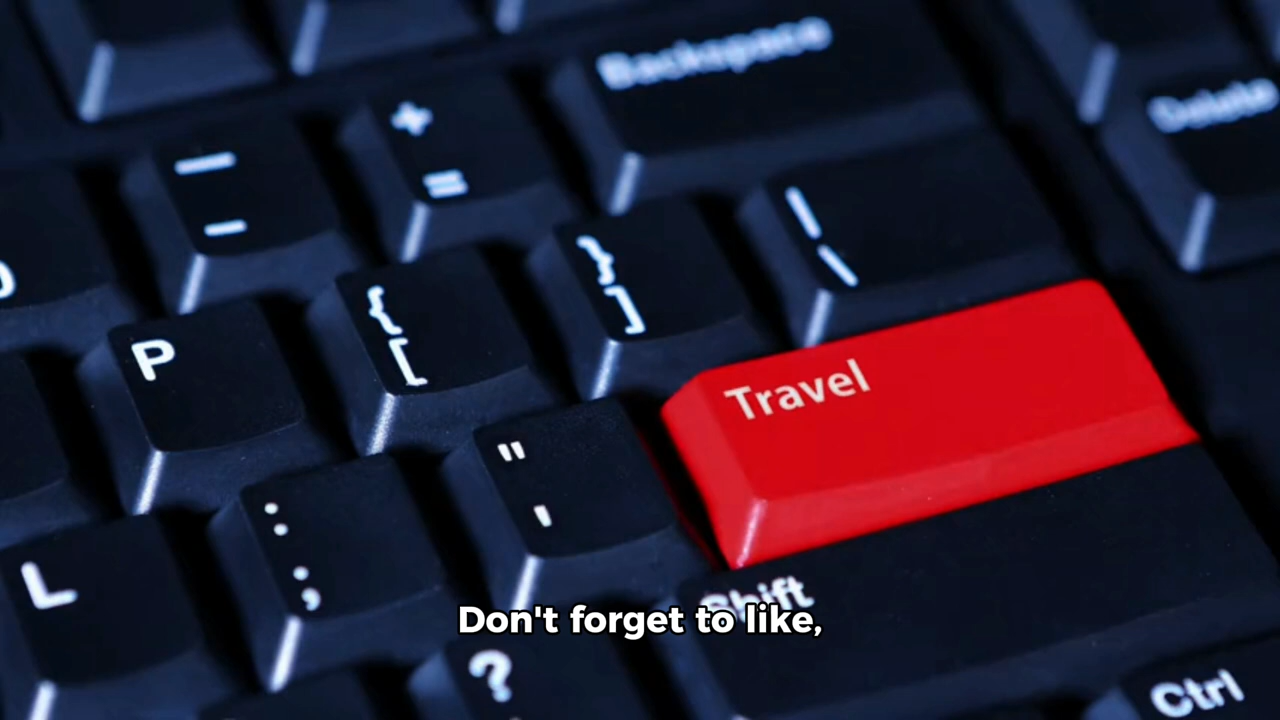 Backspace
Delete
+
=
—
-
|
\
}
]
{
[
P
Travel
"
'
:
;
L
Shift
Don't forget to like,
?
Ctrl